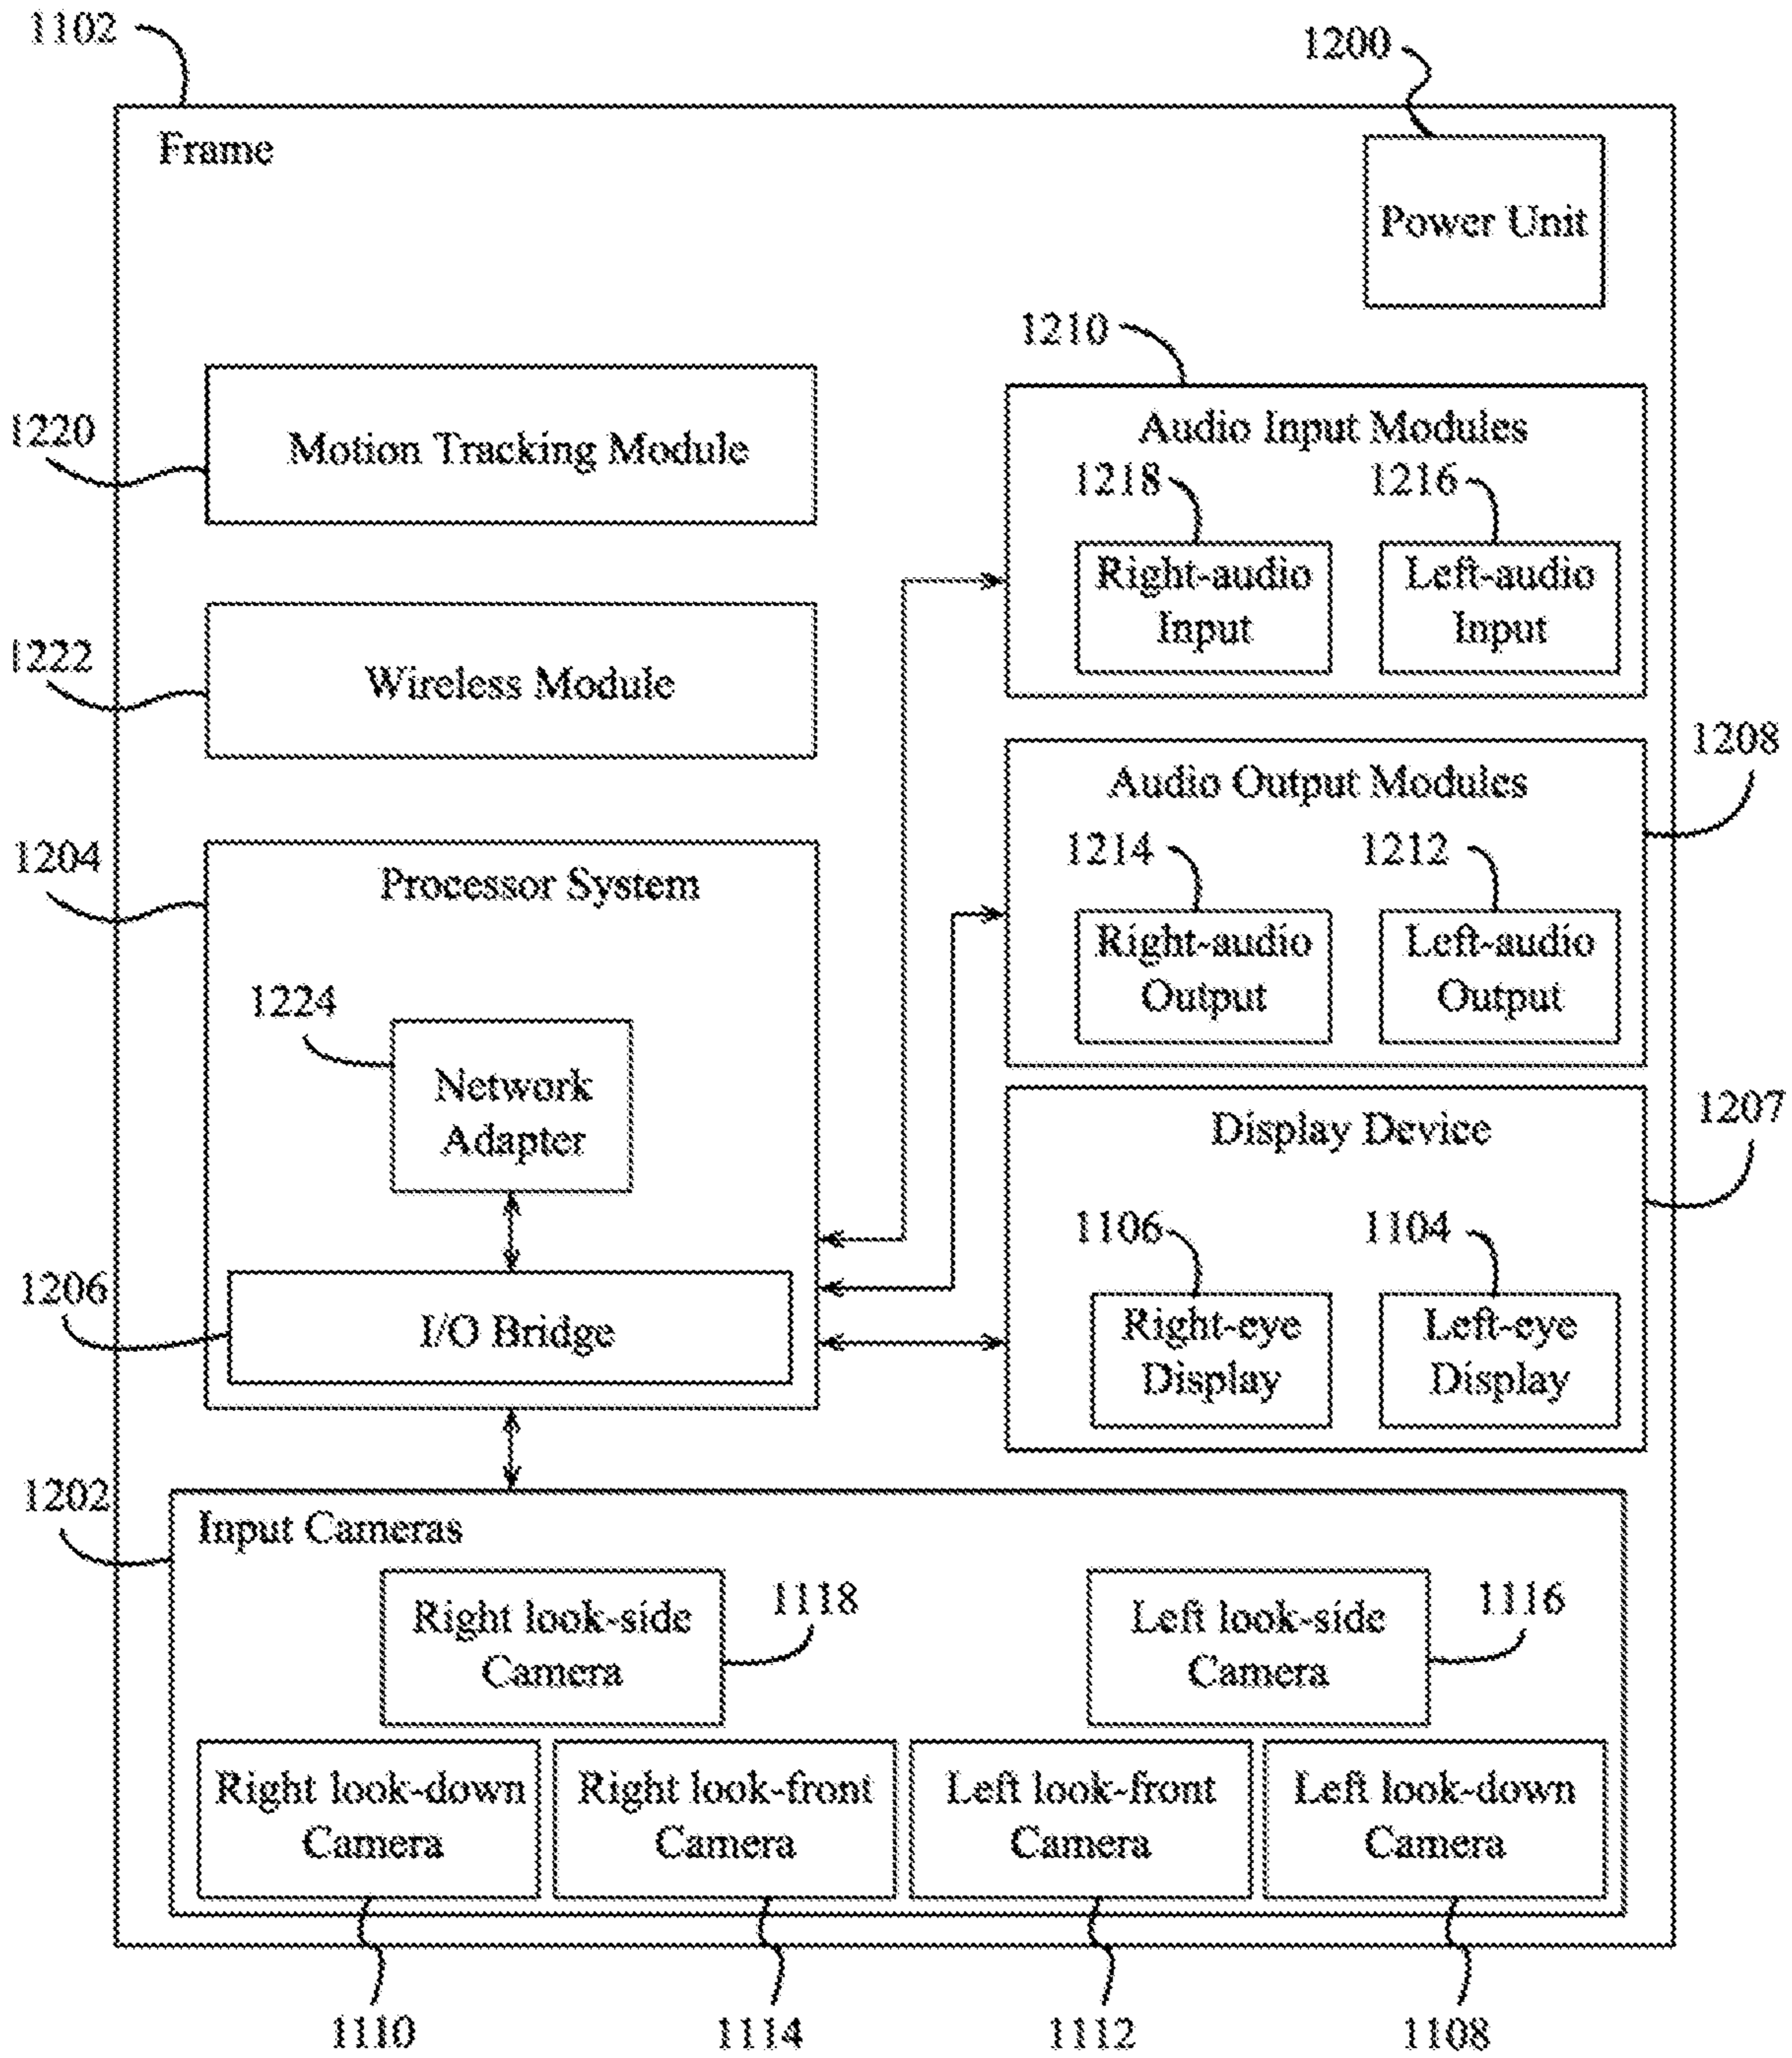 1102
1200
Frame
Power Unit
1210
1220
Motion Tracking Module
Audio Input Modules
1218
1216
Right-audio
Input
Left-audio
Input
1222
Wireless Module
1208
Audio Output Modules
1214
1212
Right-audio
Output
Left-audio
Output
1204
Processor System
1224
Network
Adapter
1207
Display Device
1106
1104
Right-eye
Display
Left-eye
Display
1206
I/O Bridge
1202
Input Cameras
Right look-side
Camera
1118
Left look-side
Camera
1116
Right look-down
Camera
Right look-front
Camera
Left look-front
Camera
Left look-down
Camera
1110
1114
1112
1108